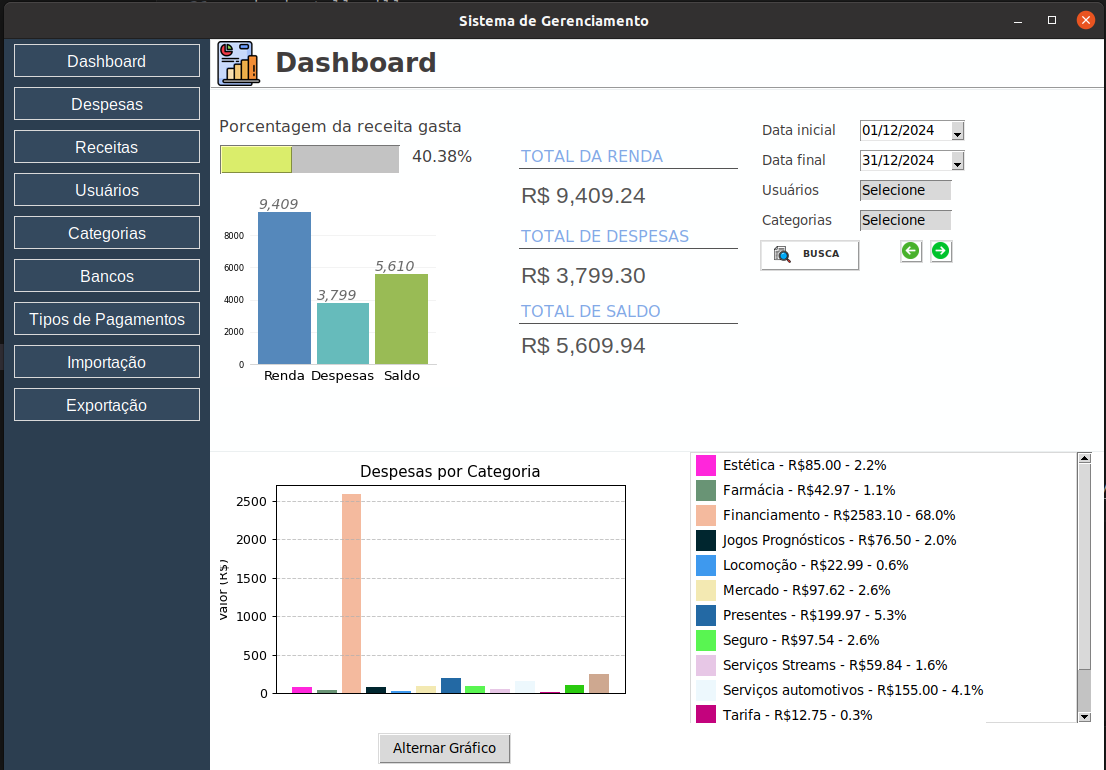 Sistema de Gerenciamento
Dashboard
Despesas
Receitas
Usuários
Categorias
Bancos
Tipos de Pagamentos
Importação
Exportação
Dashboard
Porcentagem da receita gasta
40.38%
9,409
3,799
5,610
8000
6000
4000
2000
0
Renda Despesas Saldo
TOTAL DA RENDA
R$ 9,409.24
TOTAL DE DESPESAS
R$ 3,799.30
TOTAL DE SALDO
R$ 5,609.94
Data inicial 01/12/2024
Data final 31/12/2024
Usuários Selecione
Categorias Selecione
BUSCA
Despesas por Categoria
Valor (R$)
2500
2000
1500
1000
500
0
Alternar Gráfico
Estética - R$85.00 - 2.2%
Farmácia - R$42.97 - 1.1%
Financiamento - R$2583.10 - 68.0%
Jogos Prognósticos - R$76.50 - 2.0%
Locomoção - R$22.99 - 0.6%
Mercado - R$97.62 - 2.6%
Presentes - R$199.97 - 5.3%
Seguro - R$97.54 - 2.6%
Serviços Streams - R$59.84 - 1.6%
Serviços automotivos - R$155.00 - 4.1%
Tarifa - R$12.75 - 0.3%